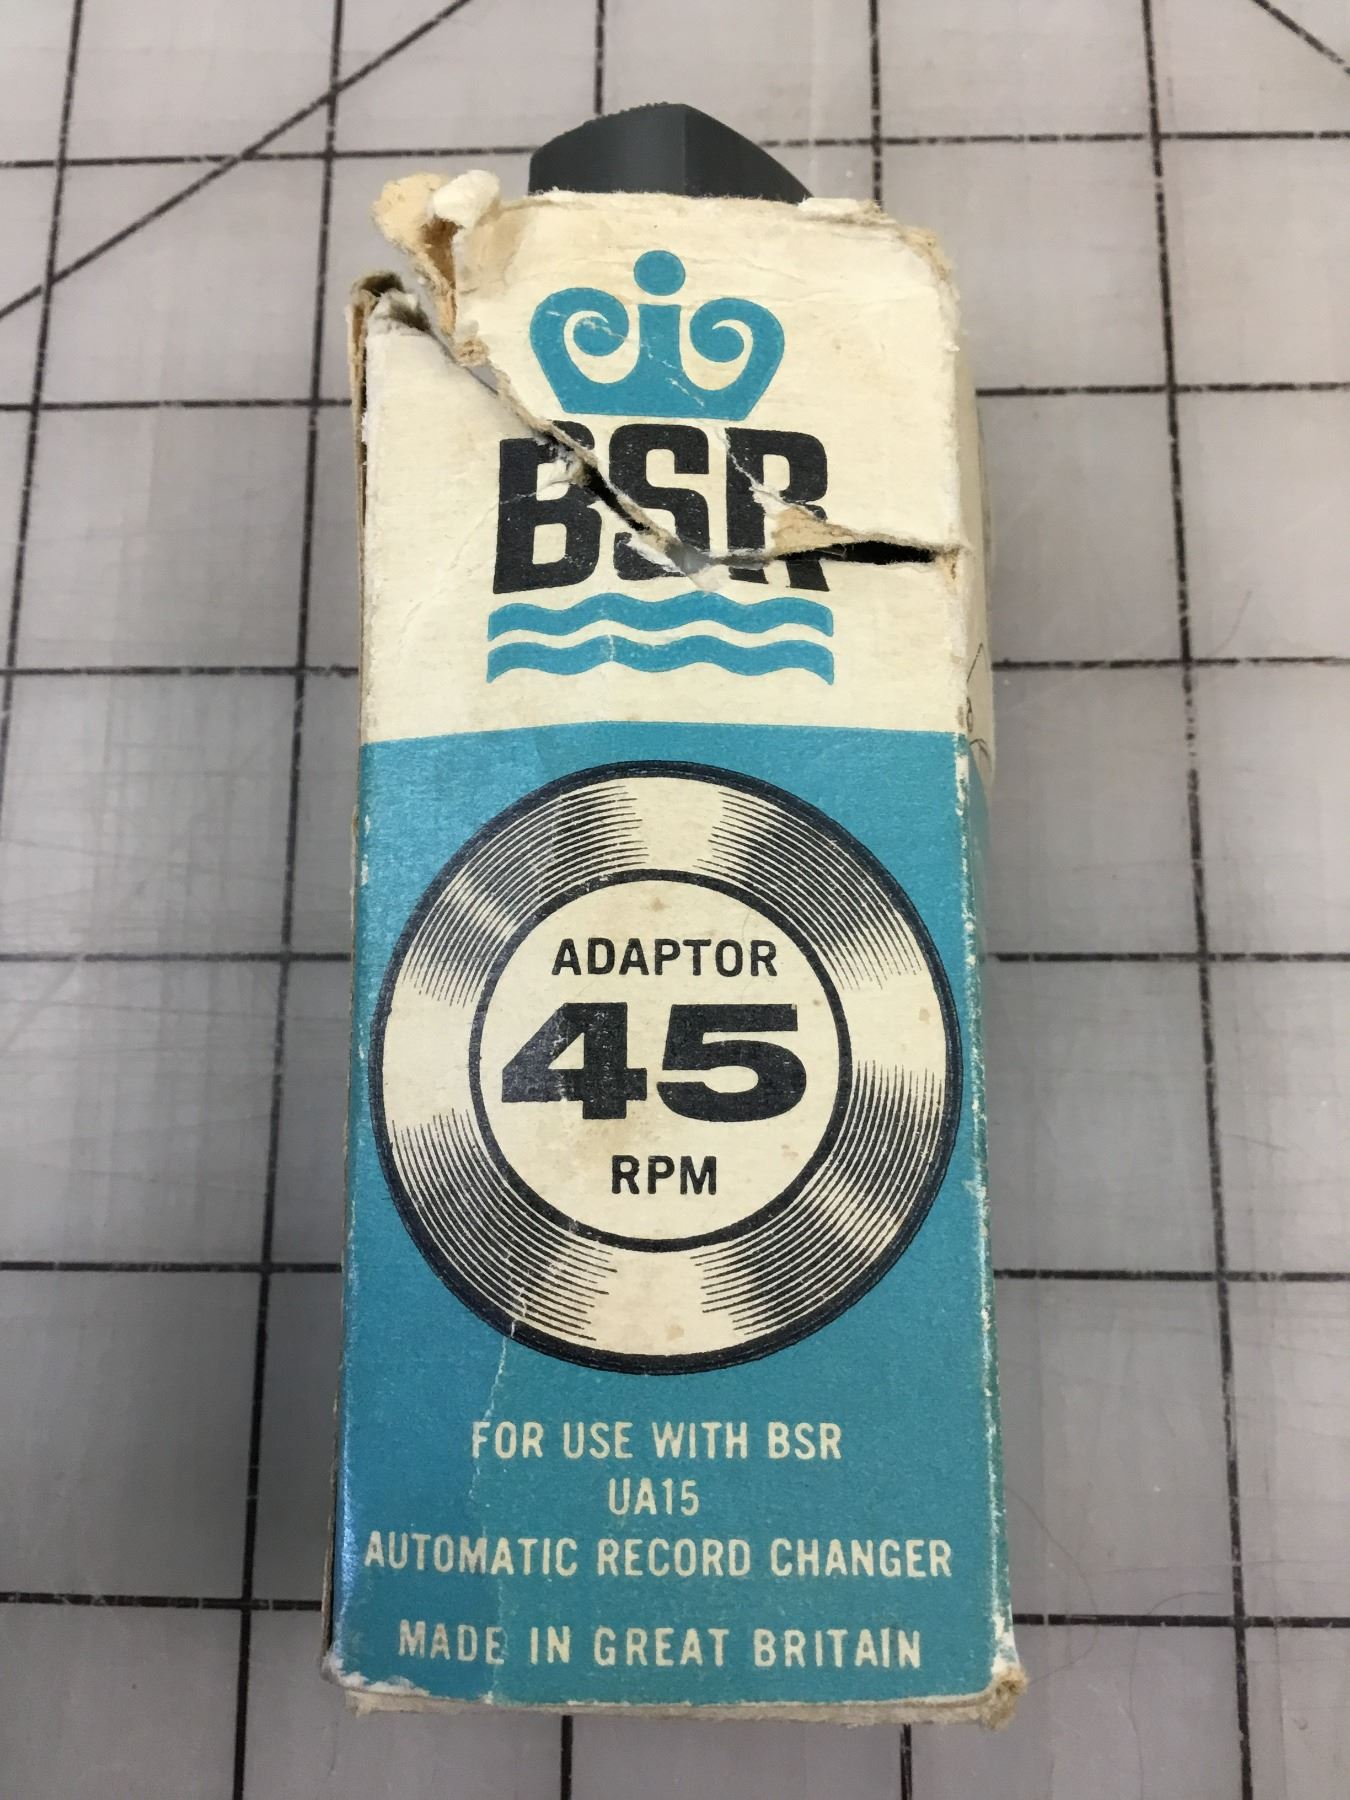 BSR
ADAPTOR
45
RPM
FOR USE WITH BSR
UA15
AUTOMATIC RECORD CHANGER
MADE IN GREAT BRITAIN